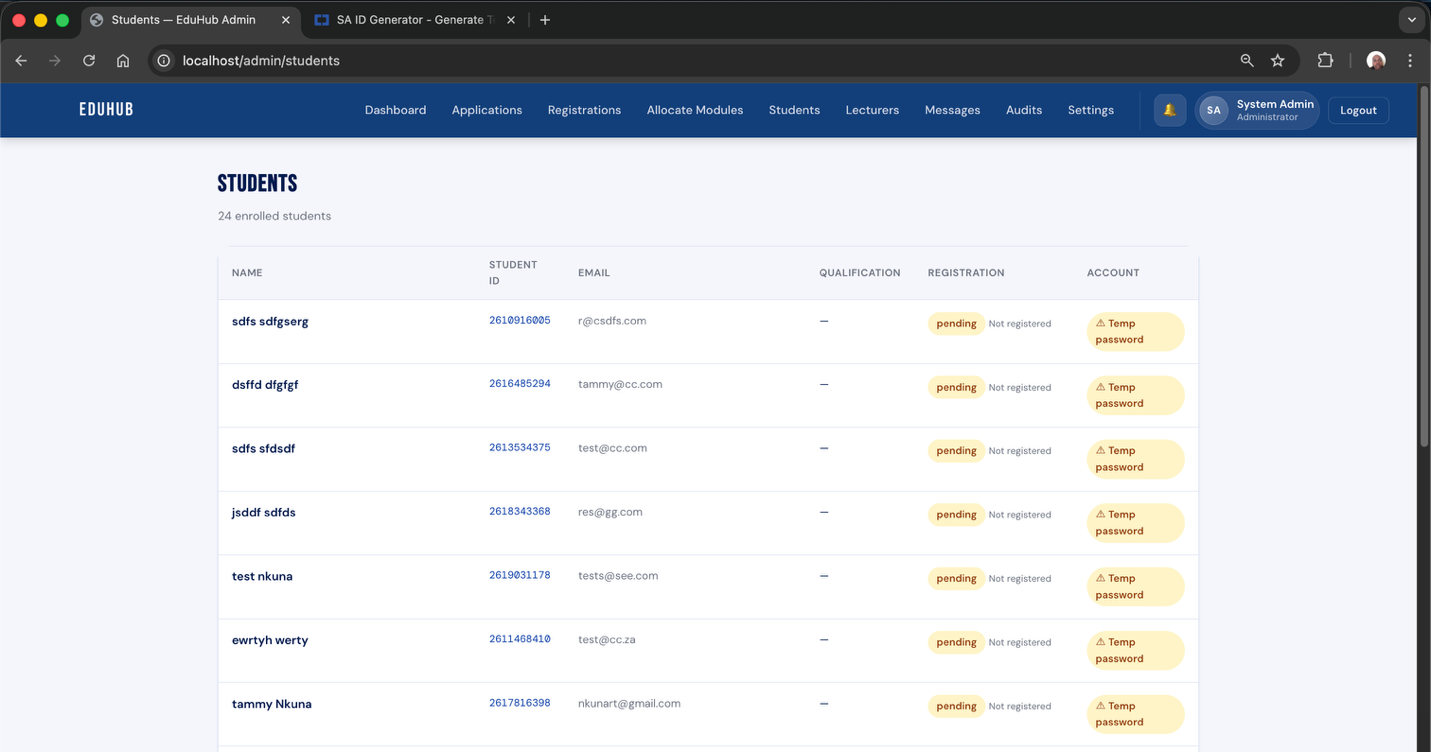 Students — EduHub Admin
SA ID Generator - Generate T
localhost/admin/students
EDUHUB
Dashboard Applications Registrations Allocate Modules Students Lecturers Messages Audits Settings
SA
System Admin
Administrator
Logout
STUDENTS
24 enrolled students
NAME STUDENT ID EMAIL QUALIFICATION REGISTRATION ACCOUNT
sdfs sdfgserg 2610916005 r@csdfs.com — pending Not registered ⚠ Temp password
dsffd dfgfgf 2616485294 tammy@cc.com — pending Not registered ⚠ Temp password
sdfs sfdsdf 2613534375 test@cc.com — pending Not registered ⚠ Temp password
jsddf sdfds 2618343368 res@gg.com — pending Not registered ⚠ Temp password
test nkuna 2619031178 tests@see.com — pending Not registered ⚠ Temp password
ewrtyh werty 2611468410 test@cc.za — pending Not registered ⚠ Temp password
tammy Nkuna 2617816398 nkunart@gmail.com — pending Not registered ⚠ Temp password